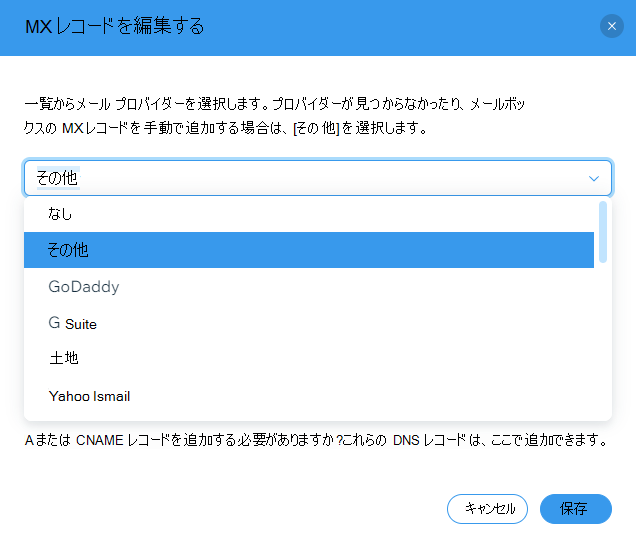 MX レコードを編集する
一覧からメール プロバイダーを選択します。プロバイダーが見つからなかったり、メールボッ
クスの MXレコードを手動で追加する場合は、[その他]を選択します。
その他
なし
その他
GoDaddy
G Suite
土地
Yahoo Ismail
Aまたは CNAME レコードを追加する必要がありますか?これらの DNS レコードは、ここで追加できます。
キャンセル
保存